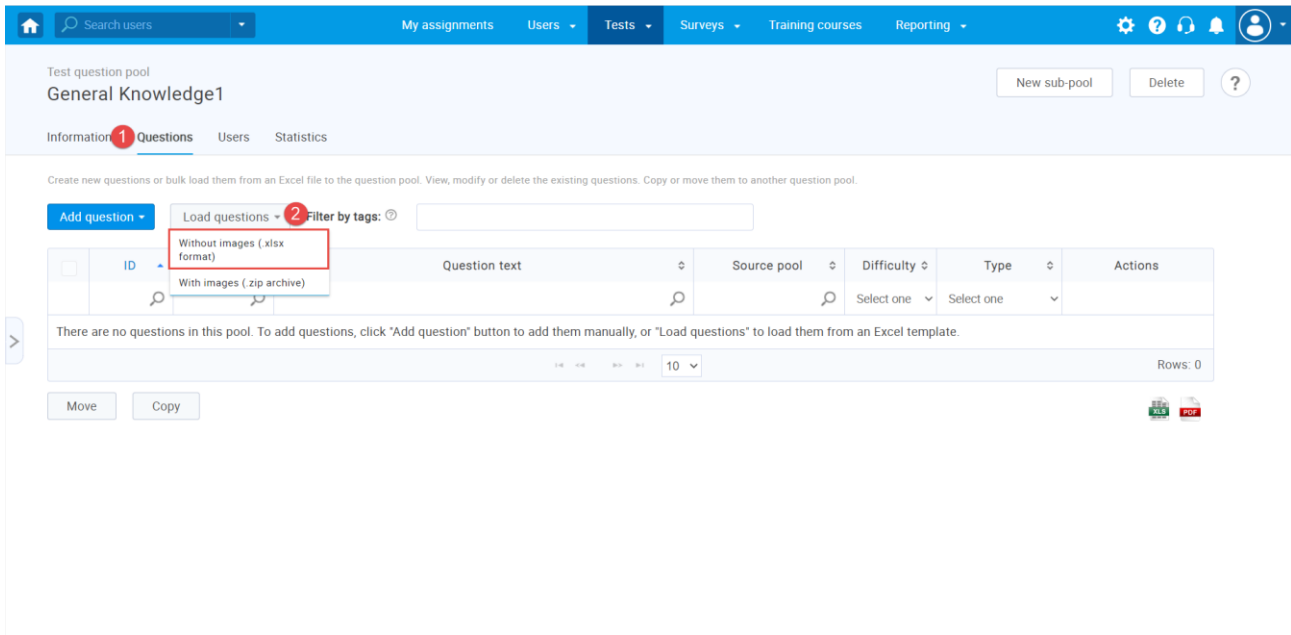 Search users My assignments Users Tests Surveys Training courses Reporting ?
Test question pool
General Knowledge1
New sub-pool Delete ?
Information 1 Questions Users Statistics
Create new questions or bulk load them from an Excel file to the question pool. View, modify or delete the existing questions. Copy or move them to another question pool.
Add question Load questions 2 Filter by tags: ?
Without images (.xlsx
format)
With images (.zip archive)
ID Question text Source pool Difficulty Type Actions
Select one Select one
There are no questions in this pool. To add questions, click "Add question" button to add them manually, or "Load questions" to load them from an Excel template.
10 Rows: 0
Move Copy XLS PDF